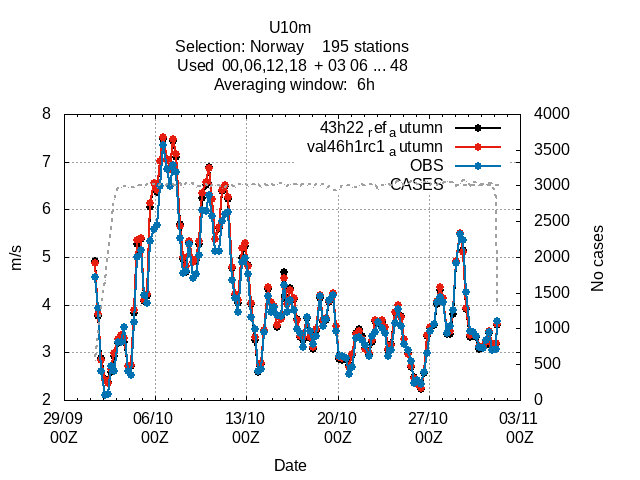 U10m
Selection: Norway 195 stations
Used 00,06,12,18 + 03 06 ... 48
Averaging window: 6h
43h22 ref a utumn
val46h1rc1 a utumn
OBS
CASES
8
7
6
5
4
3
2
m/s
4000
3500
3000
2500
2000
1500
1000
500
0
No cases
29/09 06/10 13/10 20/10 27/10 03/11
00Z 00Z 00Z 00Z 00Z 00Z
Date